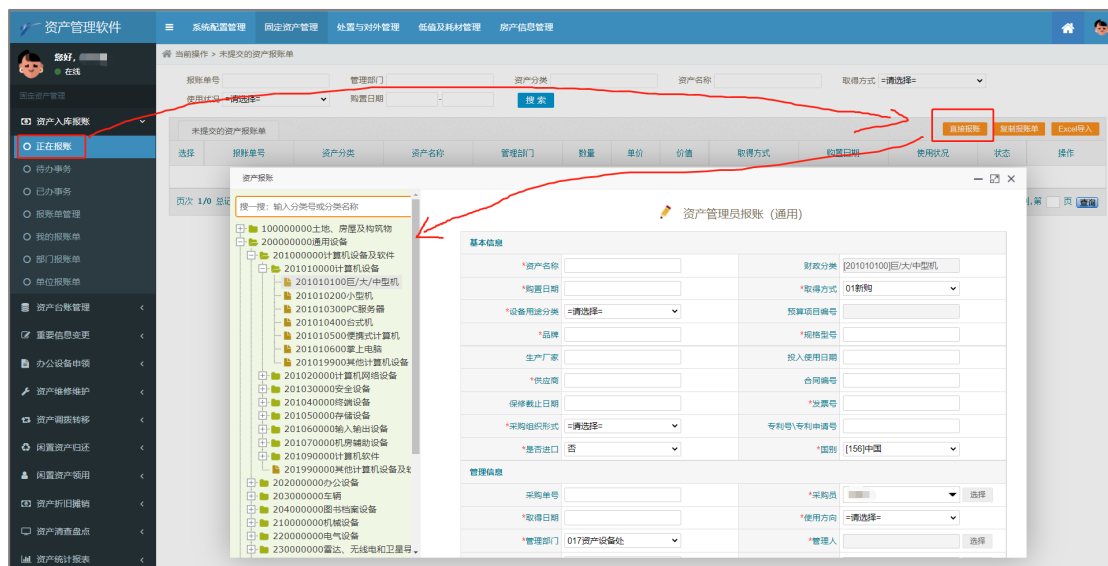 资产管理软件
系统配置管理 固定资产管理 处置与对外管理 低值及耗材管理 房产信息管理
您好,
在线
当前操作 > 未提交的资产报账单
固定资产管理
报账单号 管理部门 资产分类 资产名称 取得方式 =请选择=
使用状况 =请选择= 购置日期 - 搜 索
资产入库报账
正在报账
待办事务
已办事务
报账单管理
我的报账单
部门报账单
单位报账单
资产台账管理
重要信息变更
办公设备申领
资产维修维护
资产调拨转移
闲置资产归还
闲置资产领用
资产折旧摊销
资产清查盘点
资产统计报表
未提交的资产报账单
直接报账 复制报账单 Excel导入
选择 报账单号 资产分类 资产名称 管理部门 数量 单价 价值 取得方式 购置日期 使用状况 状态 操作
页次 1/0 总记
第 页 查询
资产报账
搜一搜：输入分类号或分类名称
100000000土地、房屋及构筑物
200000000通用设备
201000000计算机设备及软件
201010000计算机设备
201010100巨/大/中型机
201010200小型机
201010300PC服务器
201010400台式机
201010500便携式计算机
201010600掌上电脑
201019900其他计算机设备
201020000计算机网络设备
201030000安全设备
201040000终端设备
201050000存储设备
201060000输入输出设备
201070000机房辅助设备
201090000计算机软件
201990000其他计算机设备及软
202000000办公设备
203000000车辆
204000000图书档案设备
210000000机械设备
220000000电气设备
230000000雷达、无线电和卫星导
资产管理员报账（通用）
基本信息
*资产名称 财政分类 [201010100]巨/大/中型机
*购置日期 *取得方式 01新购
*设备用途分类 =请选择= 预算项目编号
*品牌 *规格型号
生产厂家 投入使用日期
*供应商 合同编号
保修截止日期 *发票号
*采购组织形式 =请选择= 专利号\专利申请号
*是否进口 否 *国别 [156]中国
管理信息
采购单号 *采购员 选择
*取得日期 *使用方向 =请选择=
*管理部门 017资产设备处 *管理人 选择